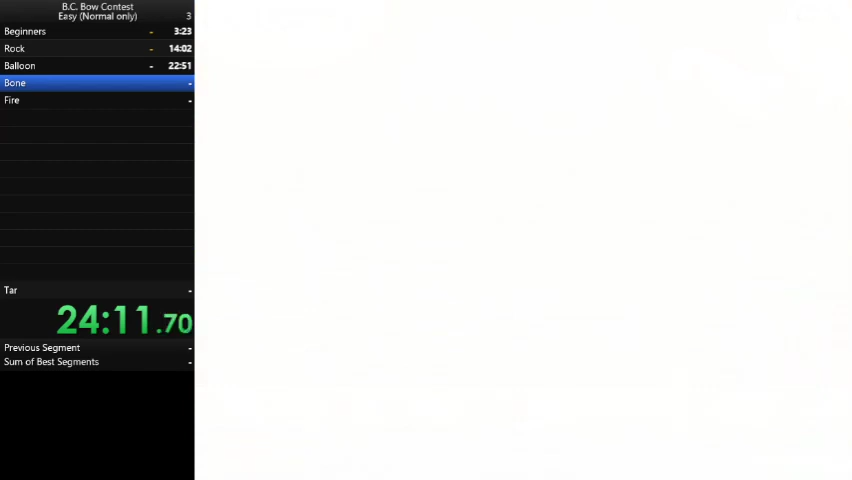 B.C. Bow Contest
Easy (Normal only) 3
Beginners - 3:23
Rock - 14:02
Balloon - 22:51
Bone -
Fire -
Tar -
24:11.70
Previous Segment -
Sum of Best Segments -